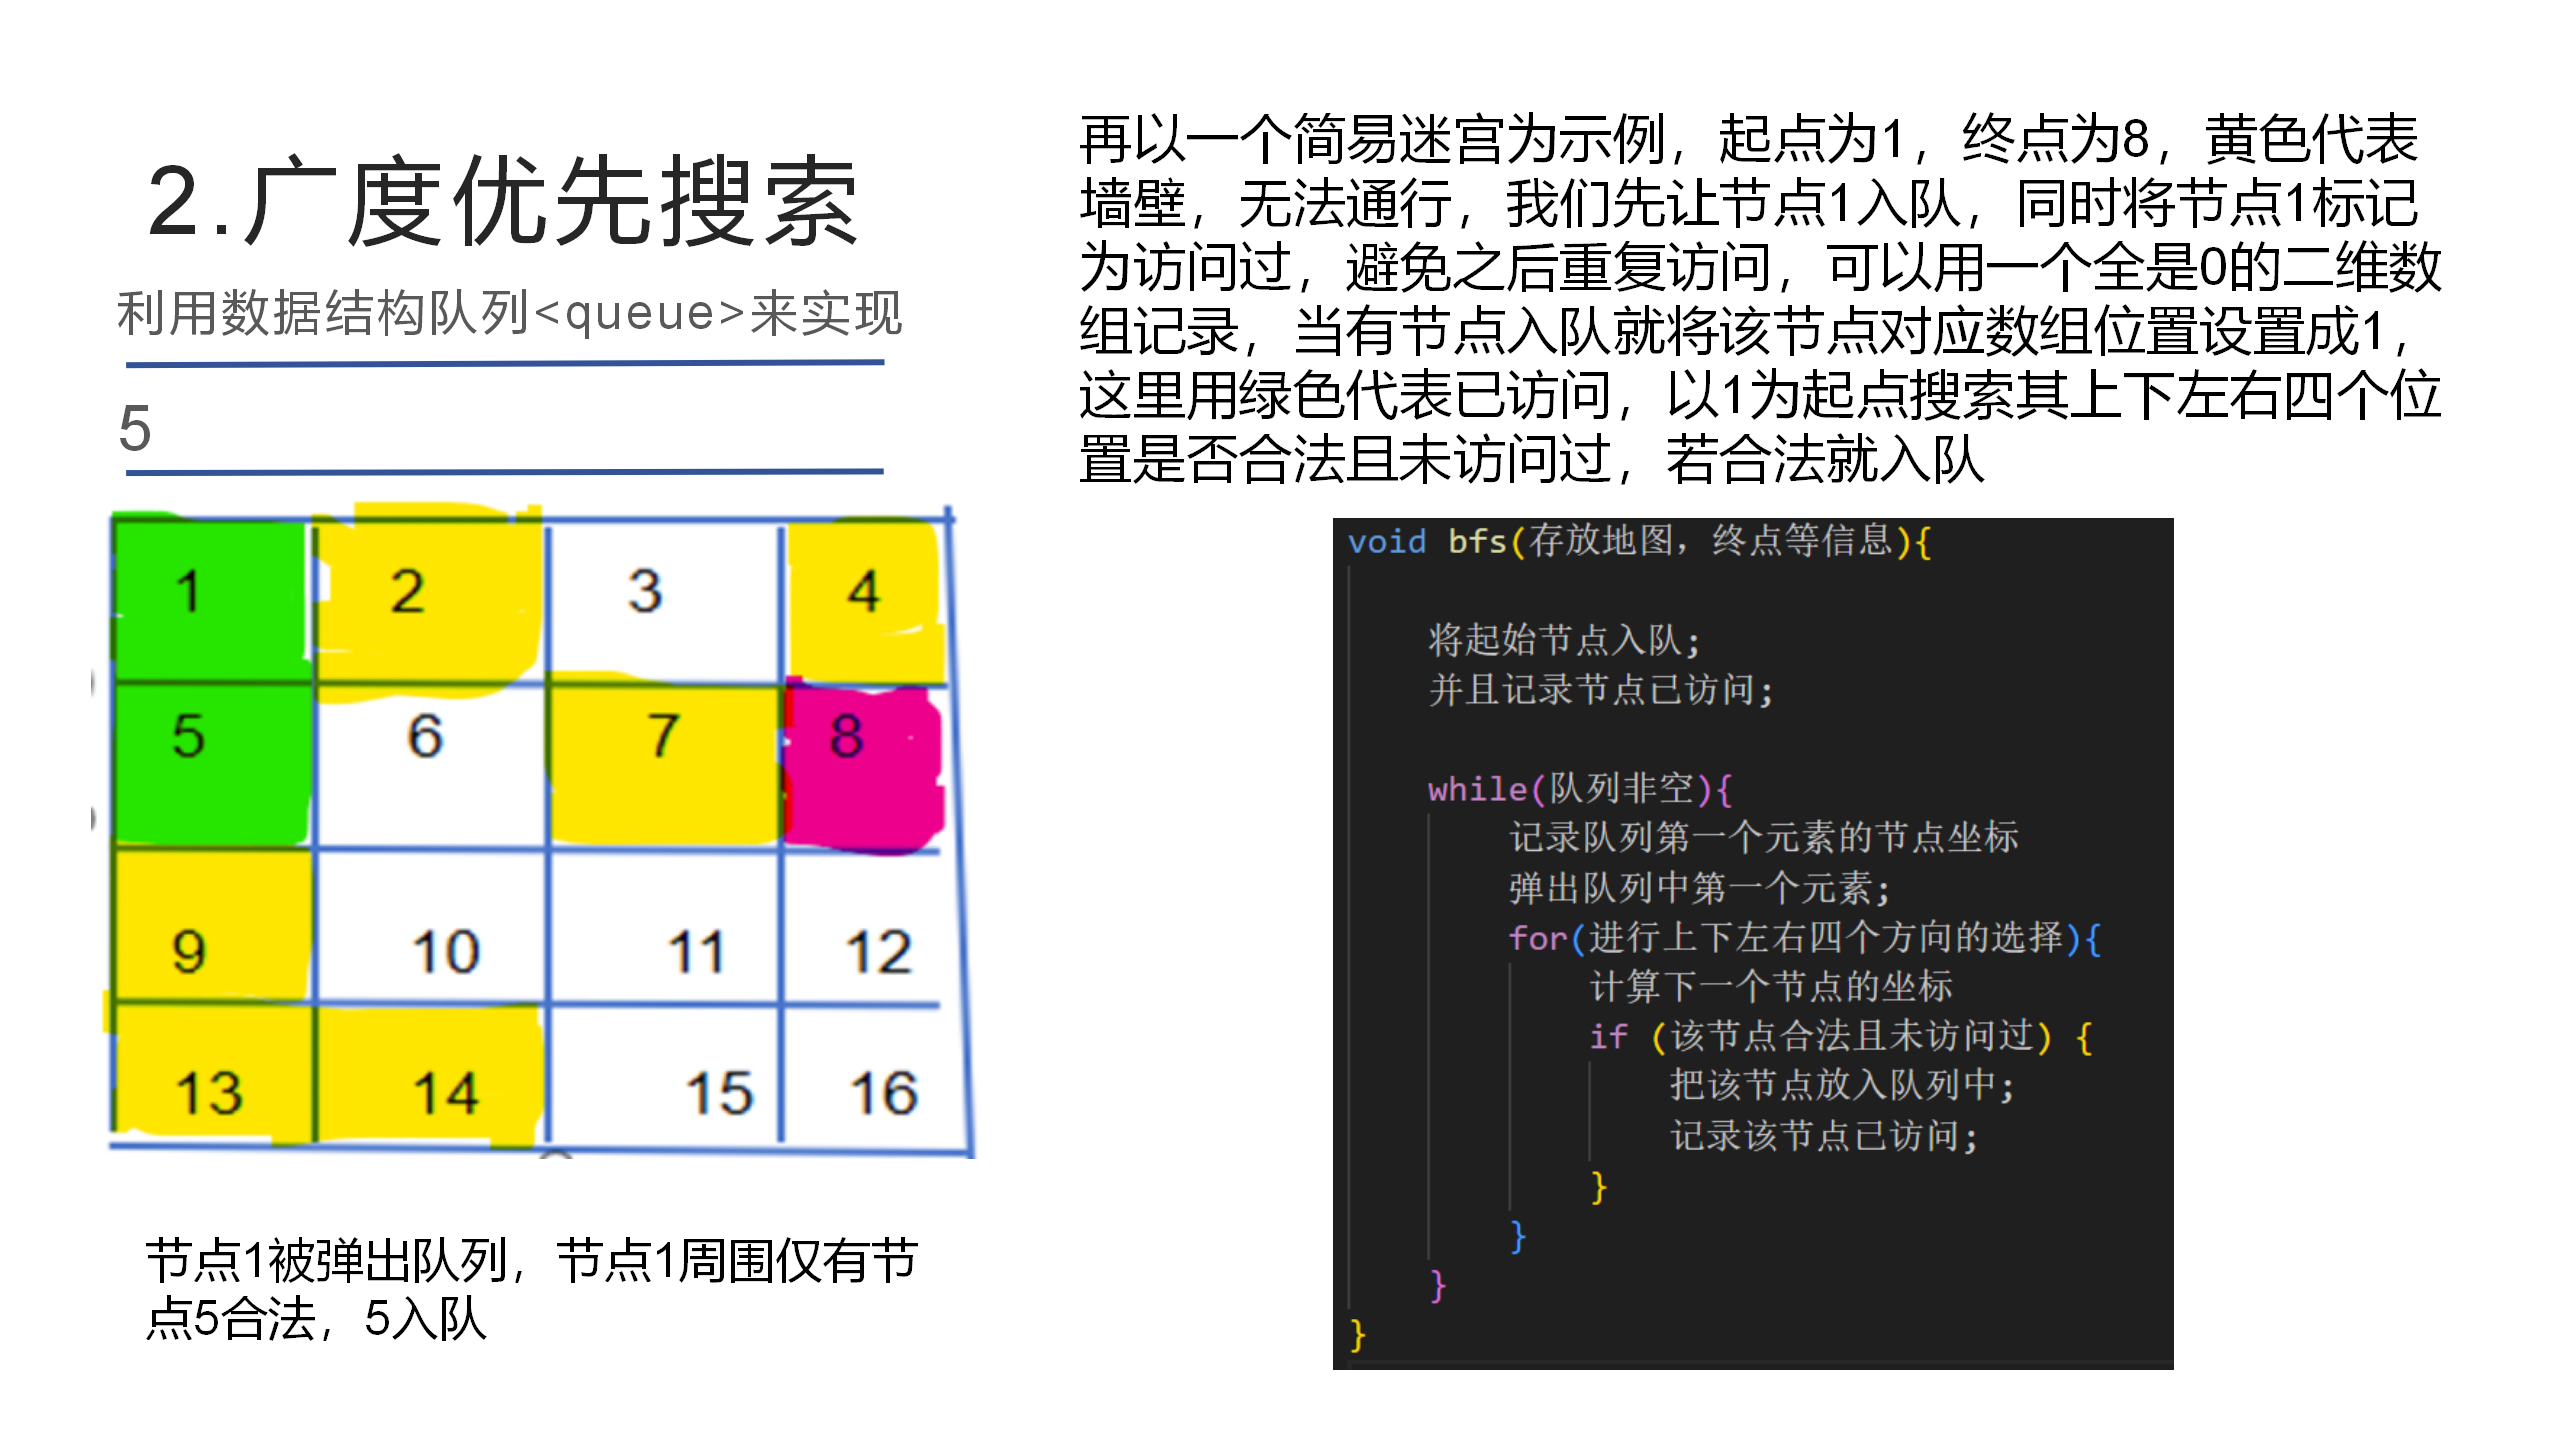 2.广度优先搜索
利用数据结构队列<queue>来实现
5
1 2 3 4
5 6 7 8
9 10 11 12
13 14 15 16
节点1被弹出队列，节点1周围仅有节
点5合法，5入队
再以一个简易迷宫为示例，起点为1，终点为8，黄色代表
墙壁，无法通行，我们先让节点1入队，同时将节点1标记
为访问过，避免之后重复访问，可以用一个全是0的二维数
组记录，当有节点入队就将该节点对应数组位置设置成1，
这里用绿色代表已访问，以1为起点搜索其上下左右四个位
置是否合法且未访问过，若合法就入队
void bfs(存放地图，终点等信息){
将起始节点入队;
并且记录节点已访问;
while(队列非空){
记录队列第一个元素的节点坐标
弹出队列中第一个元素;
for(进行上下左右四个方向的选择){
计算下一个节点的坐标
if (该节点合法且未访问过) {
把该节点放入队列中;
记录该节点已访问;
}
}
}
}